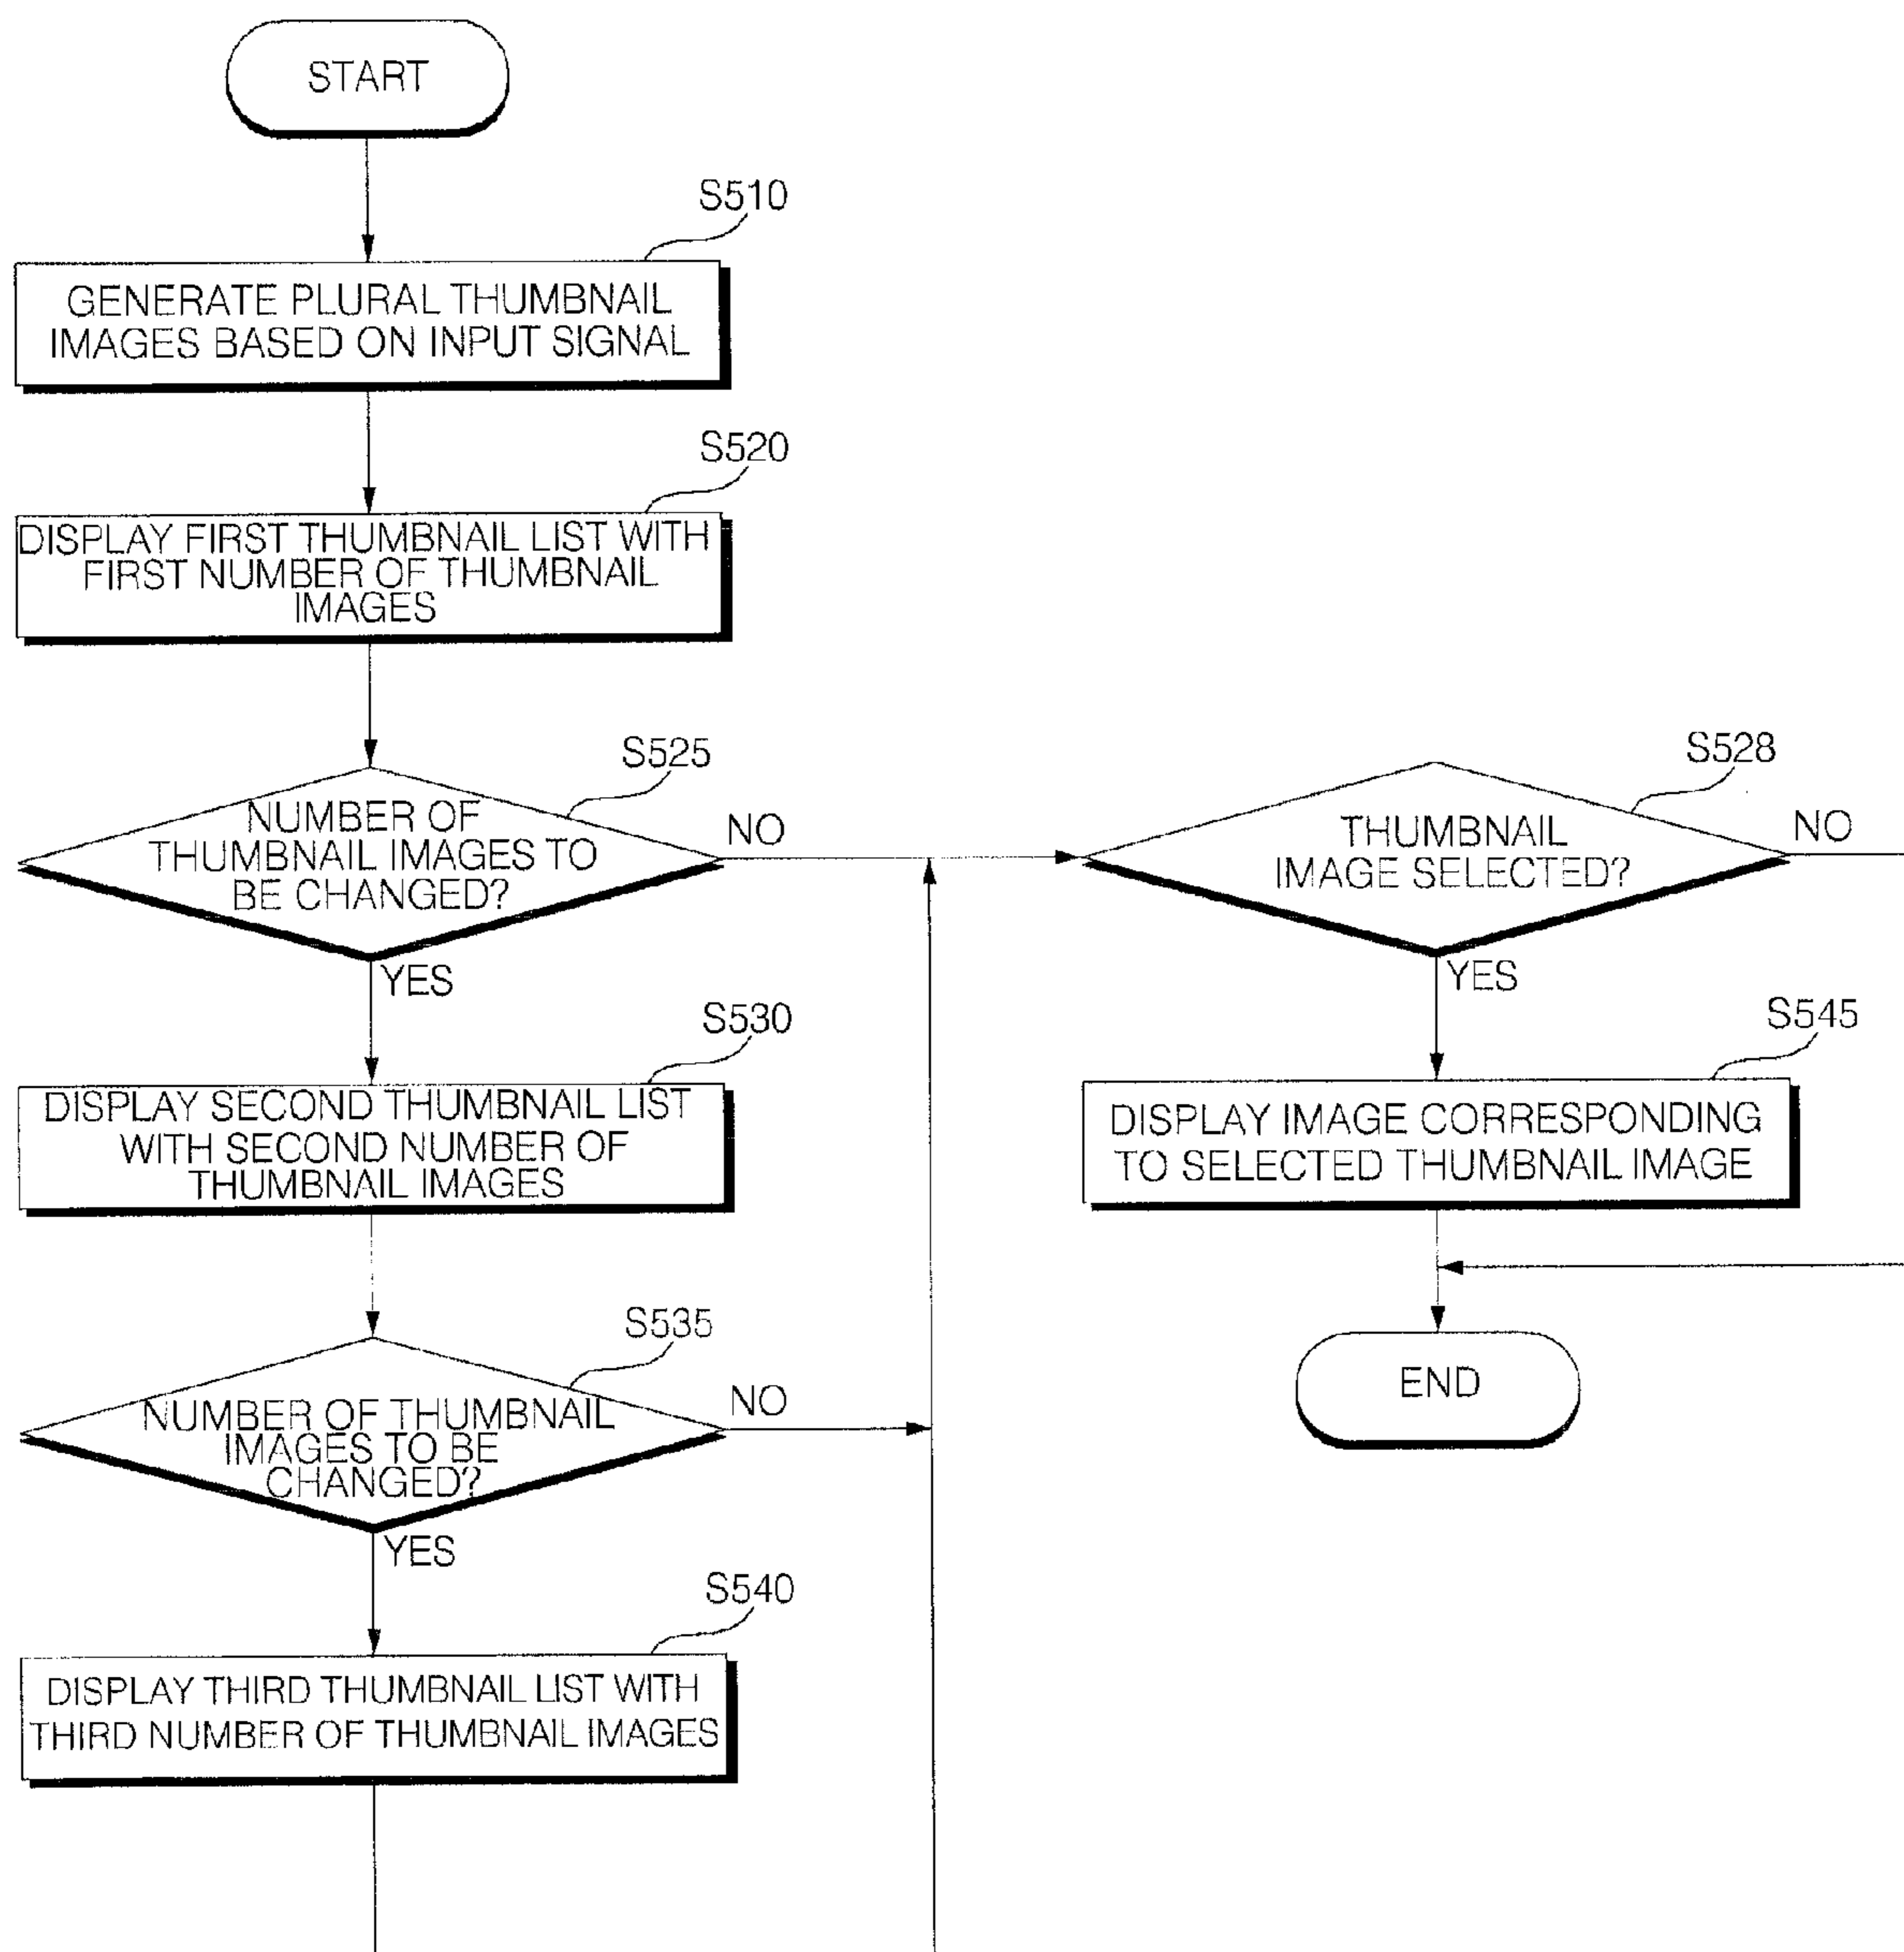 START
S510
GENERATE PLURAL THUMBNAIL
IMAGES BASED ON INPUT SIGNAL
S520
DISPLAY FIRST THUMBNAIL LIST WITH
FIRST NUMBER OF THUMBNAIL
IMAGES
S525
NUMBER OF
THUMBNAIL IMAGES TO
BE CHANGED?
NO
YES
S528
THUMBNAIL
IMAGE SELECTED?
NO
YES
S530
DISPLAY SECOND THUMBNAIL LIST
WITH SECOND NUMBER OF
THUMBNAIL IMAGES
S545
DISPLAY IMAGE CORRESPONDING
TO SELECTED THUMBNAIL IMAGE
S535
NUMBER OF THUMBNAIL
IMAGES TO BE
CHANGED?
NO
YES
END
S540
DISPLAY THIRD THUMBNAIL LIST WITH
THIRD NUMBER OF THUMBNAIL IMAGES